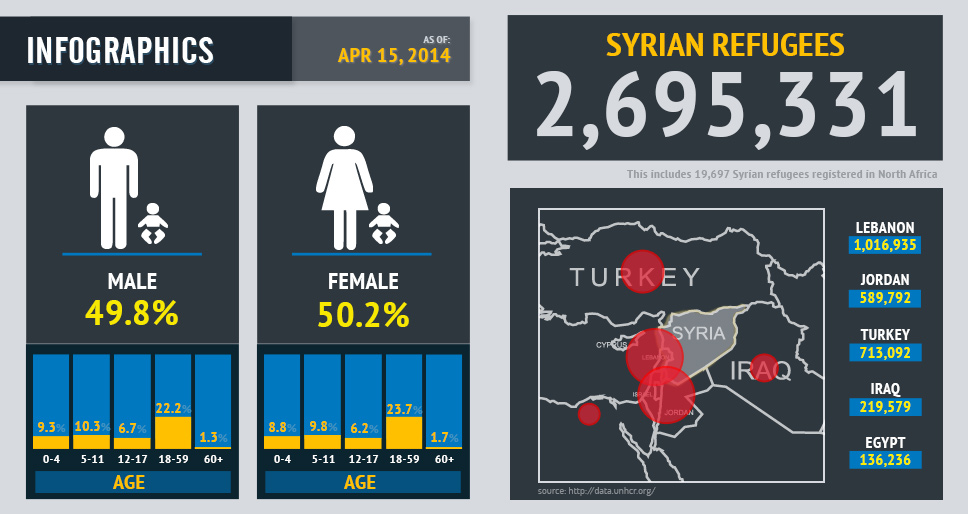 INFOGRAPHICS
AS OF:
APR 15, 2014
MALE
49.8%
9.3%
10.3%
6.7%
22.2%
1.3%
0-4
5-11
12-17
18-59
60+
AGE
FEMALE
50.2%
8.8%
9.8%
6.2%
23.7%
1.7%
0-4
5-11
12-17
18-59
60+
AGE
SYRIAN REFUGEES
2,695,331
This includes 19,697 Syrian refugees registered in North Africa
TURKEY
SYRIA
CYPRUS
LEBANON
IRAQ
JORDAN
source: http://data.unhcr.org/
LEBANON
1,016,935
JORDAN
589,792
TURKEY
713,092
IRAQ
219,579
EGYPT
136,236